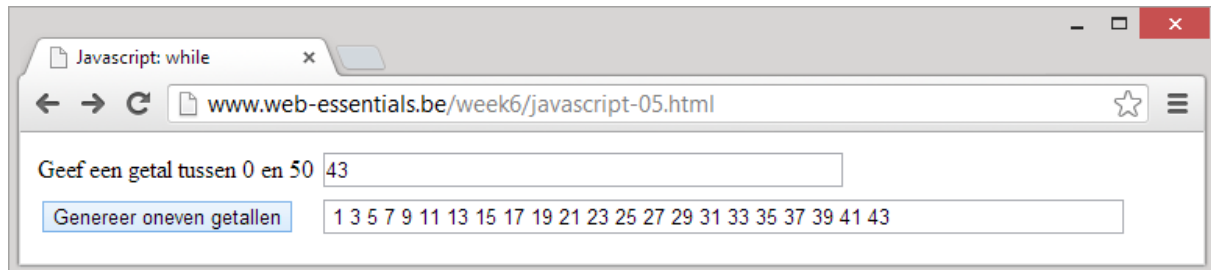 Javascript: while
www.web-essentials.be/week6/javascript-05.html
Geef een getal tussen 0 en 50 43
Genereer oneven getallen 1 3 5 7 9 11 13 15 17 19 21 23 25 27 29 31 33 35 37 39 41 43